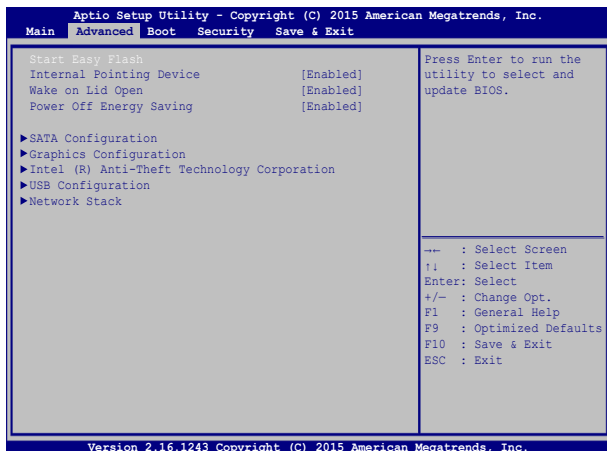 Aptio Setup Utility - Copyright (C) 2015 American Megatrends, Inc.
Main Advanced Boot Security Save & Exit
Start Easy Flash
Internal Pointing Device [Enabled]
Wake on Lid Open [Enabled]
Power Off Energy Saving [Enabled]
▶SATA Configuration
▶Graphics Configuration
▶Intel (R) Anti-Theft Technology Corporation
▶USB Configuration
▶Network Stack
Press Enter to run the
utility to select and
update BIOS.
→← : Select Screen
↑↓ : Select Item
Enter: Select
+/— : Change Opt.
F1 : General Help
F9 : Optimized Defaults
F10 : Save & Exit
ESC : Exit
Version 2.16.1243 Copyright (C) 2015 American Megatrends, Inc.